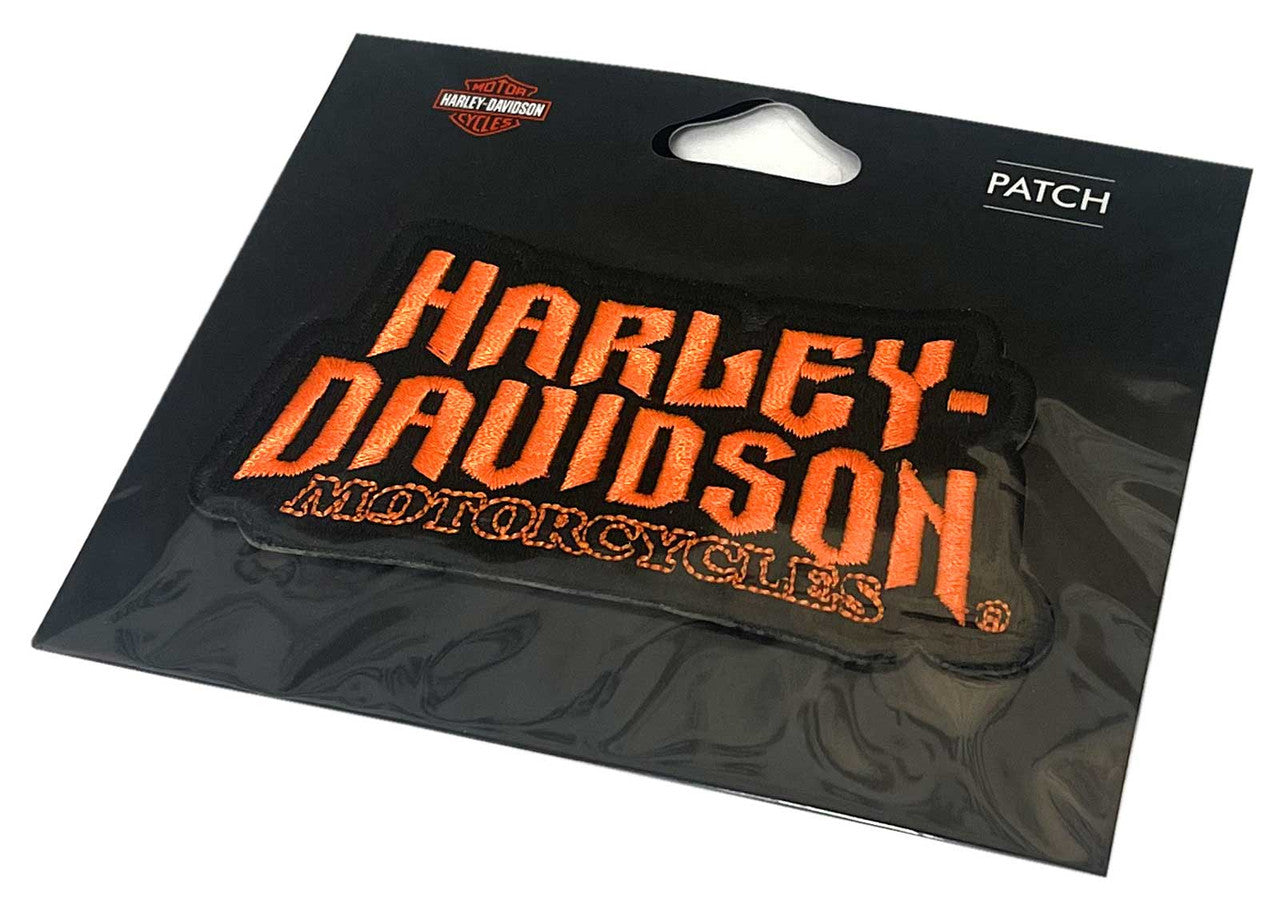 MOTOR
HARLEY-DAVIDSON
CYCLES
PATCH
HARLEY-
DAVIDSON
MOTORCYCLES
®